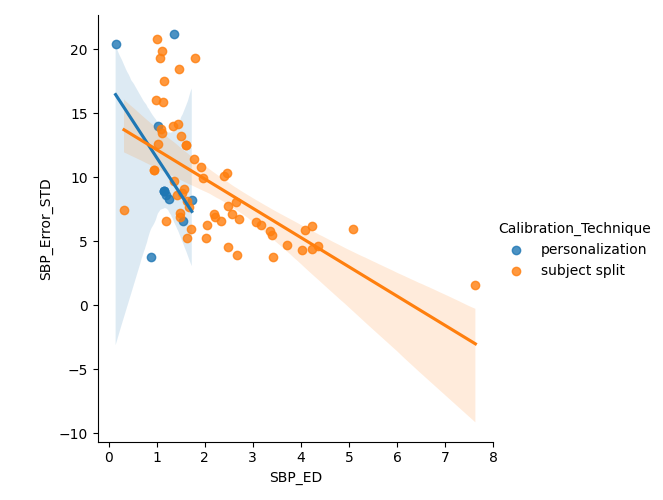 20
15
10
5
0
−5
−10
SBP_Error_STD
0 1 2 3 4 5 6 7 8
SBP_ED
Calibration_Technique
personalization
subject split